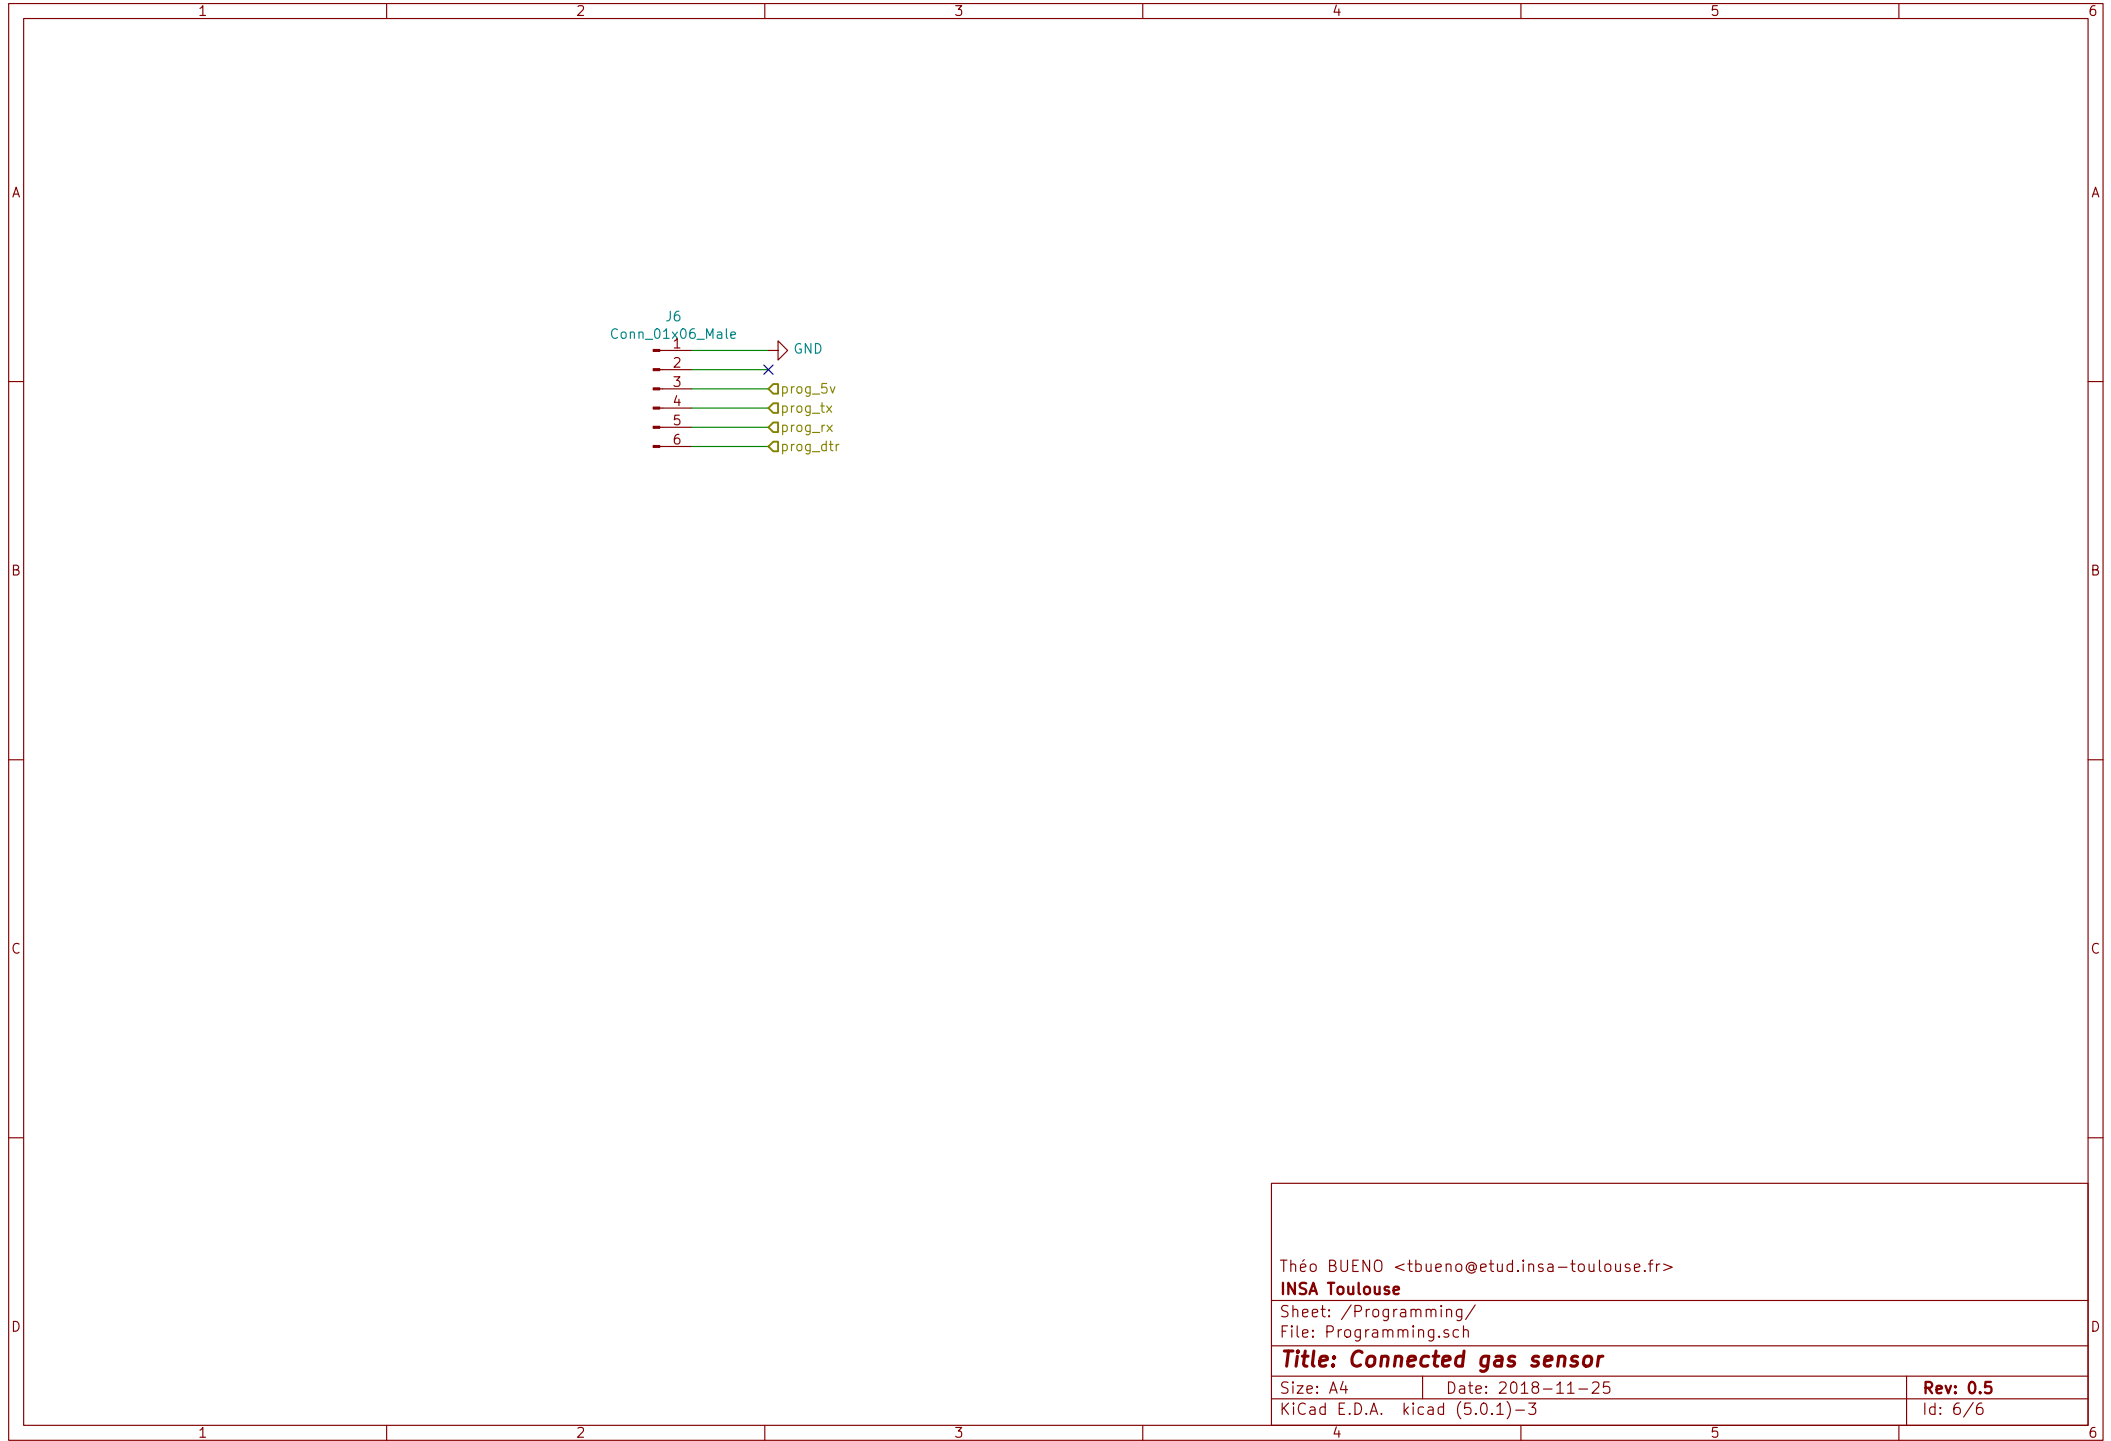 1 2 3 4 5 6
A A
J6
Conn_01x06_Male
1 GND
2
3 prog_5v
4 prog_tx
5 prog_rx
6 prog_dtr
B B
C C
Théo BUENO <tbueno@etud.insa-toulouse.fr>
INSA Toulouse
Sheet: /Programming/
File: Programming.sch
D D
Title: Connected gas sensor
Size: A4 Date: 2018-11-25 Rev: 0.5
KiCad E.D.A. kicad (5.0.1)-3 Id: 6/6
1 2 3 4 5 6